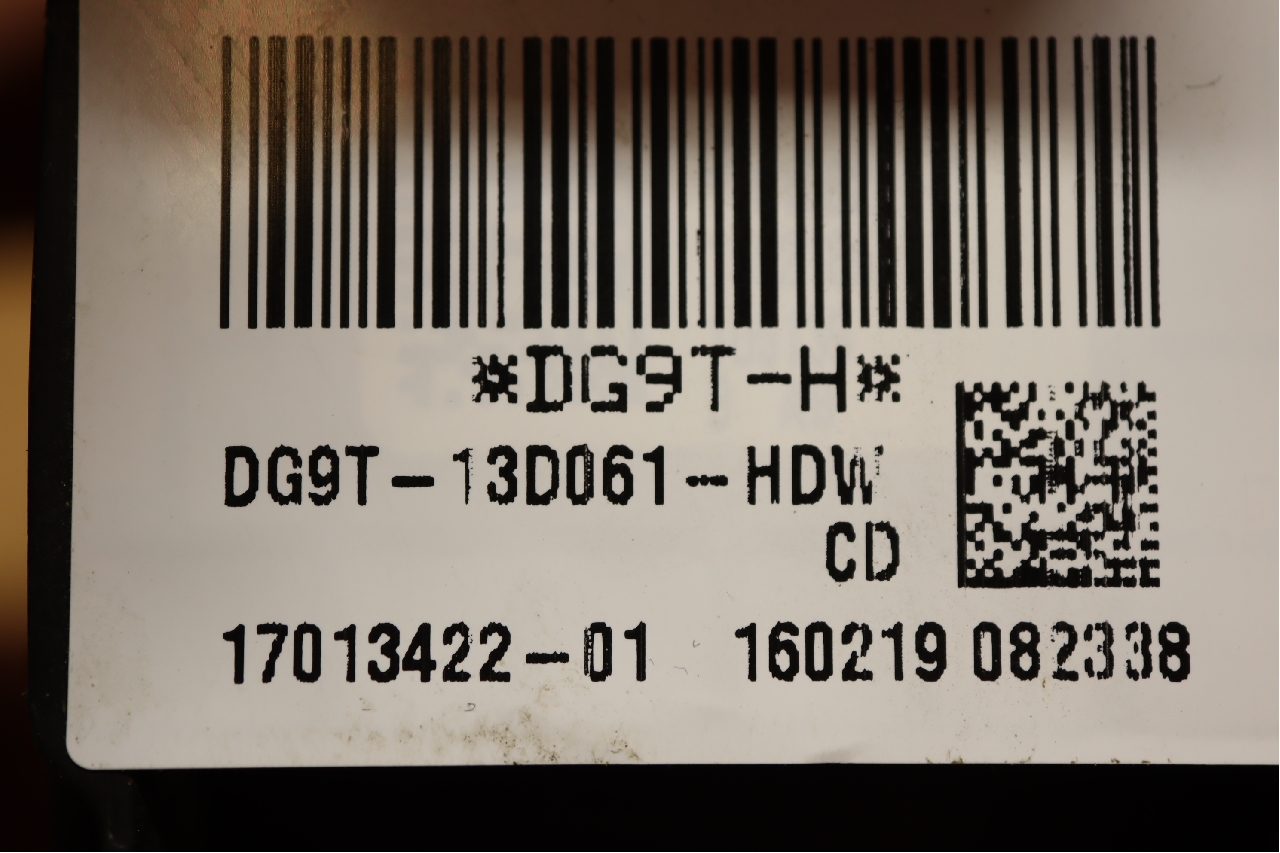 *DG9T-H*
DG9T-13D061-HDW
CD
17013422-01 160219 082338